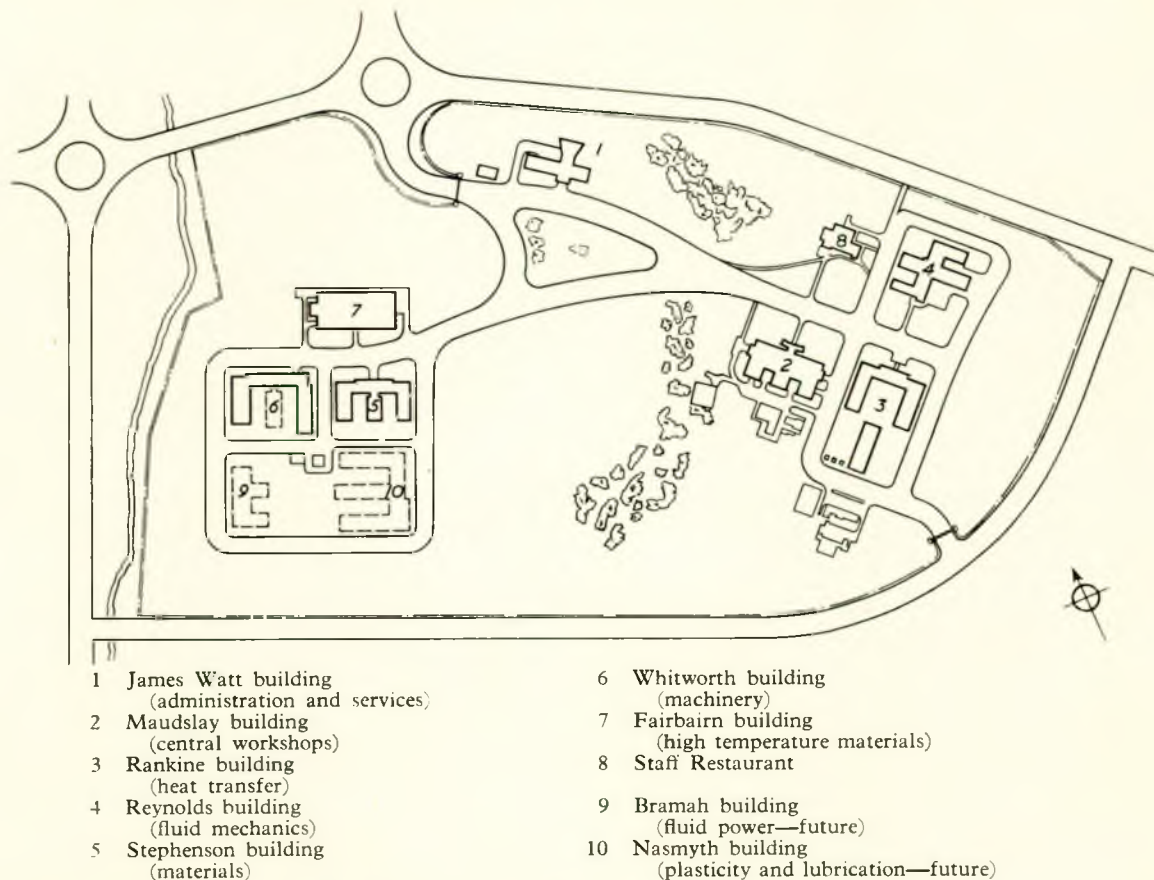 1
8
4
7
2
3
6
5
9
10
1 James Watt building
(administration and services)
2 Maudslay building
(central workshops)
3 Rankine building
(heat transfer)
4 Reynolds building
(fluid mechanics)
5 Stephenson building
(materials)
6 Whitworth building
(machinery)
7 Fairbairn building
(high temperature materials)
8 Staff Restaurant
9 Bramah building
(fluid power—future)
10 Nasmyth building
(plasticity and lubrication—future)